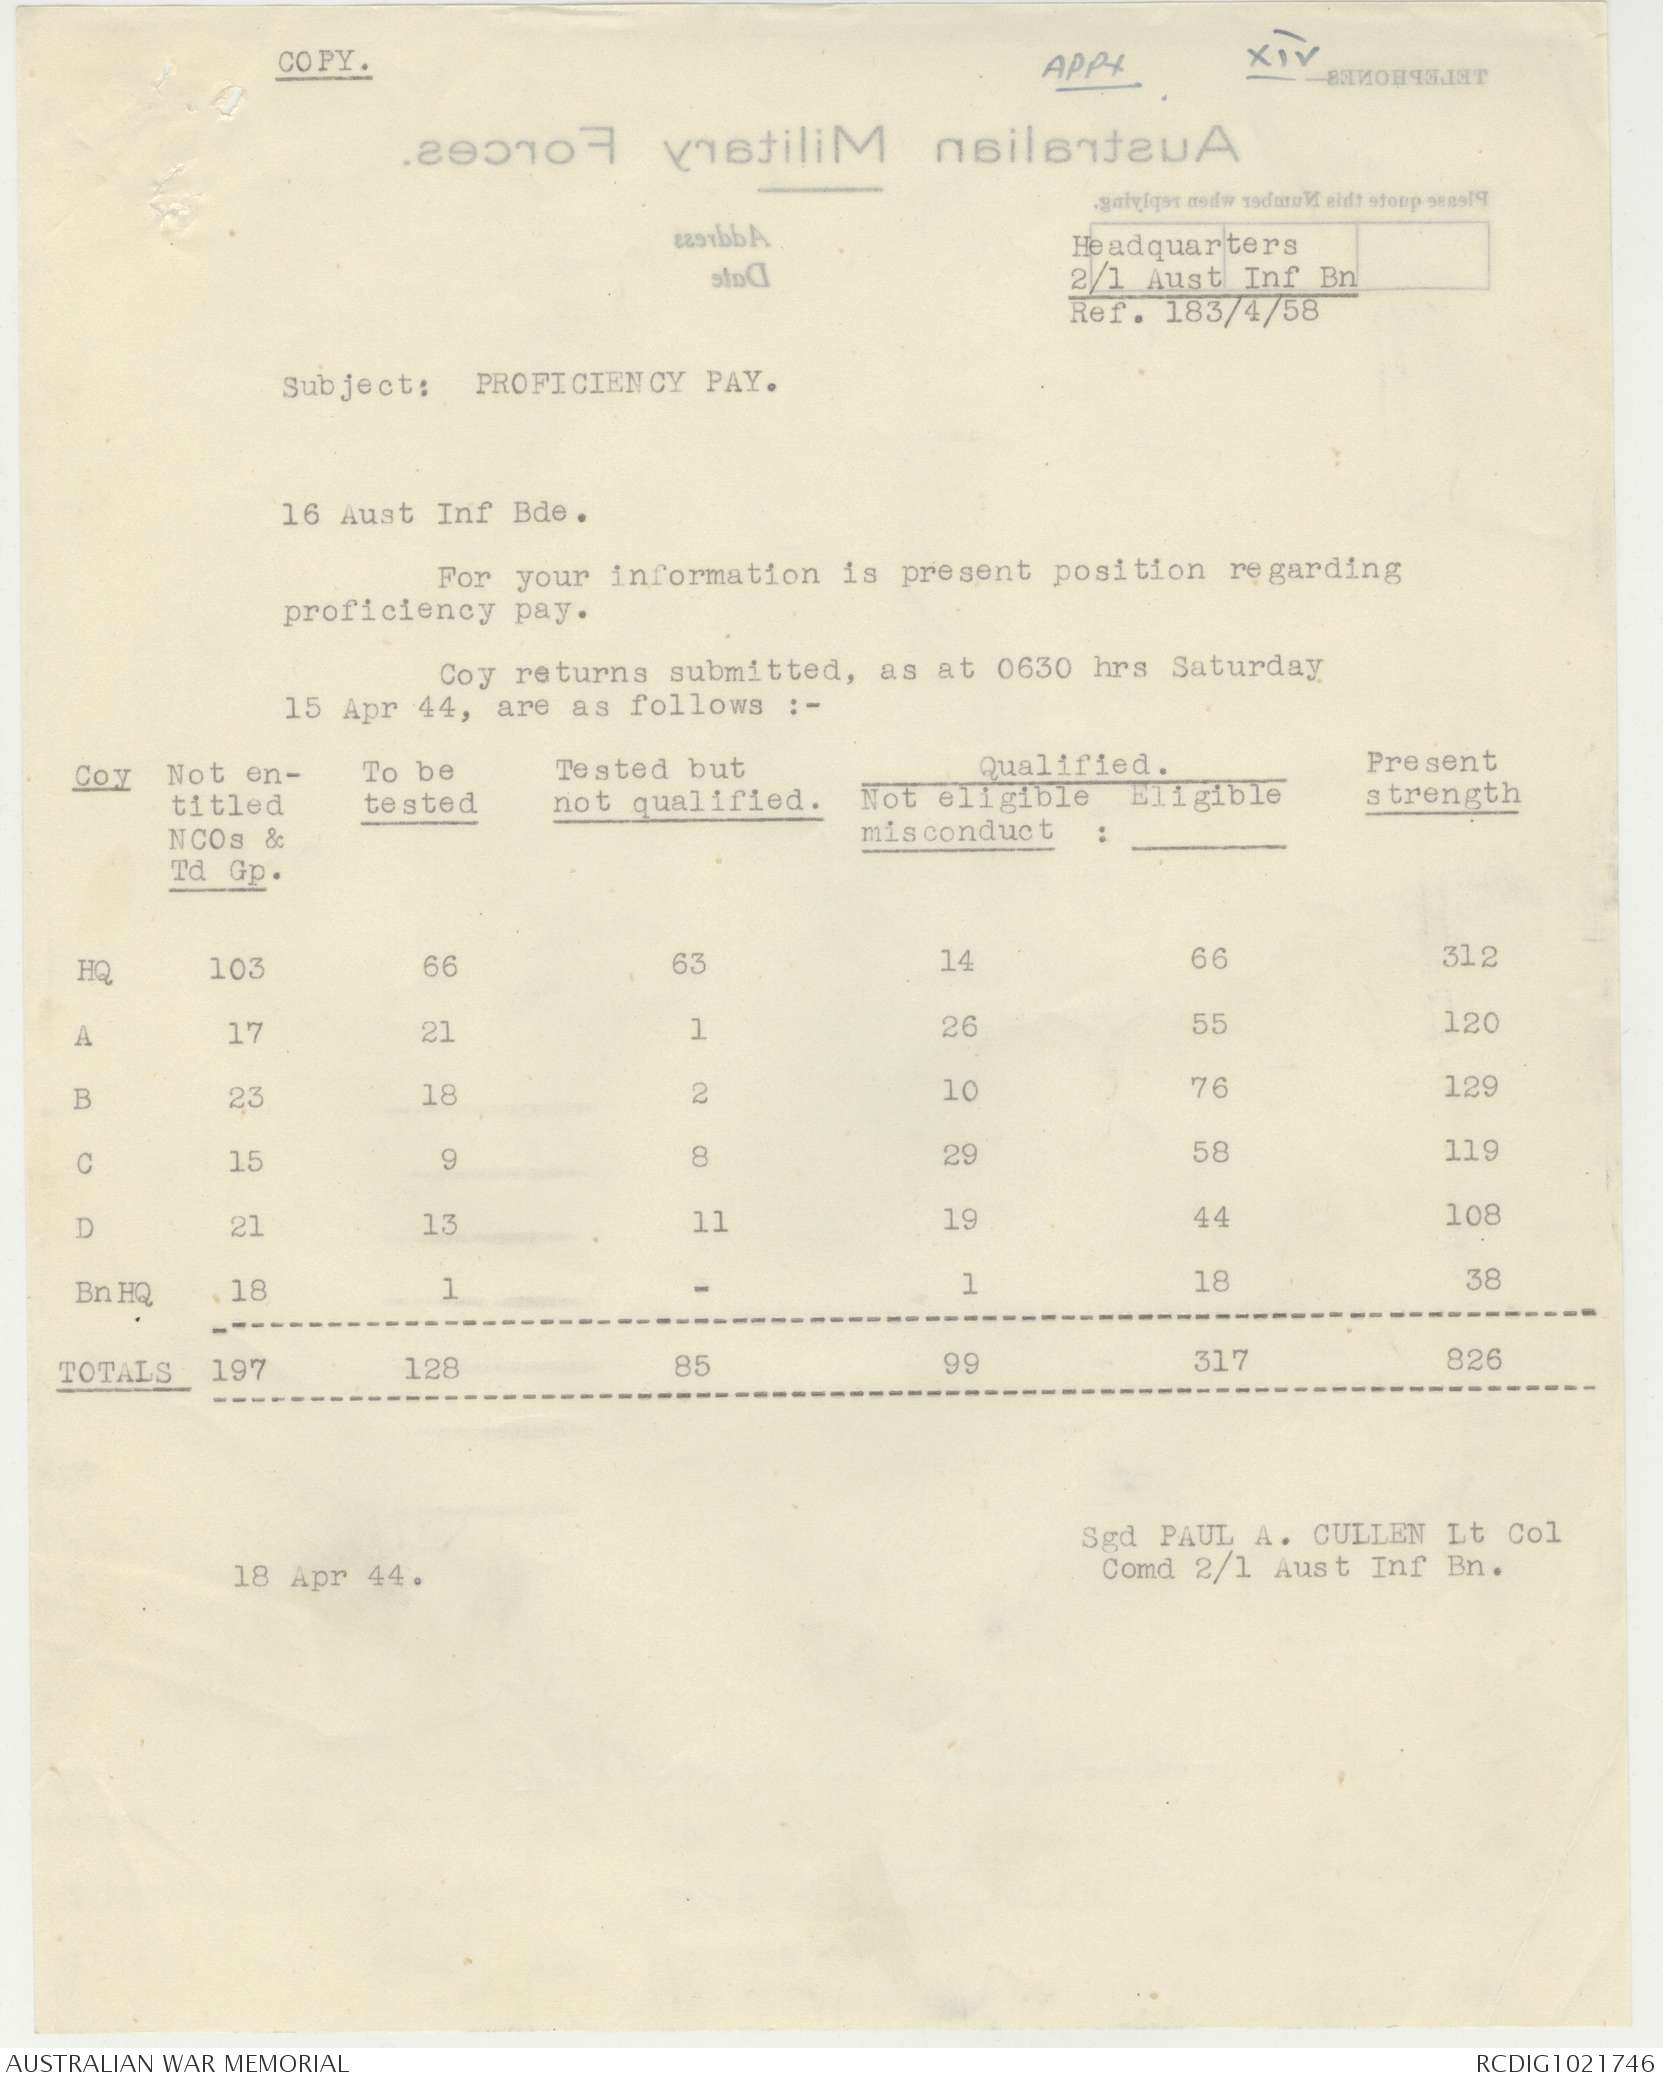 COPY.
APPX XIV
TELEPHONES
Australian Military Forces.
Please quote this Number when replying.
Address
Date
Headquarters
2/1 Aust Inf Bn
Ref. 183/4/58
Subject: PROFICIENCY PAY.
16 Aust Inf Bde.
For your information is present position regarding
proficiency pay.
Coy returns submitted, as at 0630 hrs Saturday
15 Apr 44, are as follows :-
Coy Not en- To be Tested but Qualified. Present
titled tested not qualified. Not eligible Eligible strength
NCOs & misconduct :
Td Gp.
HQ 103 66 63 14 66 312
A 17 21 1 26 55 120
B 23 18 2 10 76 129
C 15 9 8 29 58 119
D 21 13 11 19 44 108
BnHQ 18 1 - 1 18 38
TOTALS 197 128 85 99 317 826
Sgd PAUL A. CULLEN Lt Col
Comd 2/1 Aust Inf Bn.
18 Apr 44.
AUSTRALIAN WAR MEMORIAL RCDIG1021746